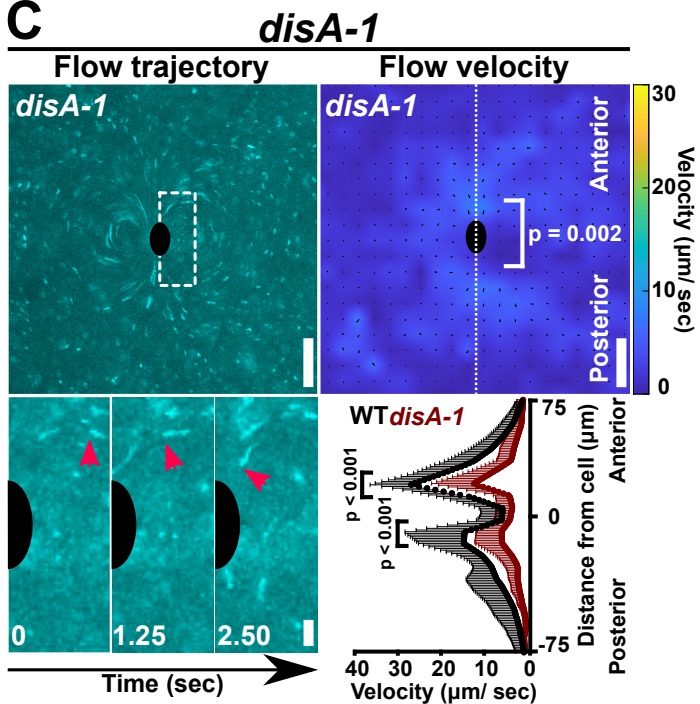 C
disA-1
Flow trajectory
Flow velocity
disA-1
disA-1
Anterior
Posterior
p = 0.002
30
20
10
0
Velocity (µm/ sec)
0
1.25
2.50
Time (sec)
WT disA-1
p < 0.001
p < 0.001
75
0
-75
Anterior
Posterior
Distance from cell (µm)
40
30
20
10
0
Velocity (µm/ sec)